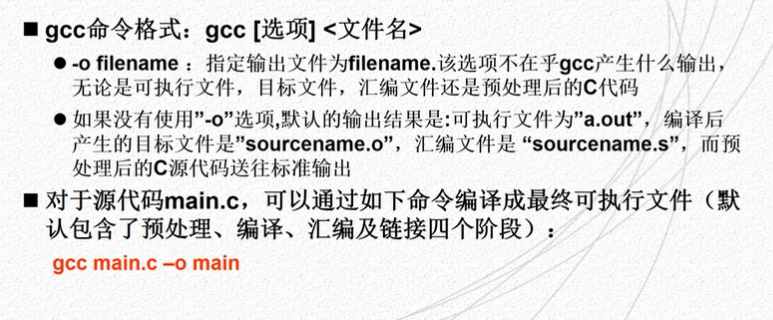 ■ gcc命令格式：gcc [选项] <文件名>
● -o filename ：指定输出文件为filename.该选项不在乎gcc产生什么输出，
无论是可执行文件，目标文件，汇编文件还是预处理后的C代码
● 如果没有使用”-o”选项,默认的输出结果是:可执行文件为”a.out”，编译后
产生的目标文件是”sourcename.o”，汇编文件是 “sourcename.s”，而预
处理后的C源代码送往标准输出
■ 对于源代码main.c，可以通过如下命令编译成最终可执行文件（默
认包含了预处理、编译、汇编及链接四个阶段）：
gcc main.c –o main